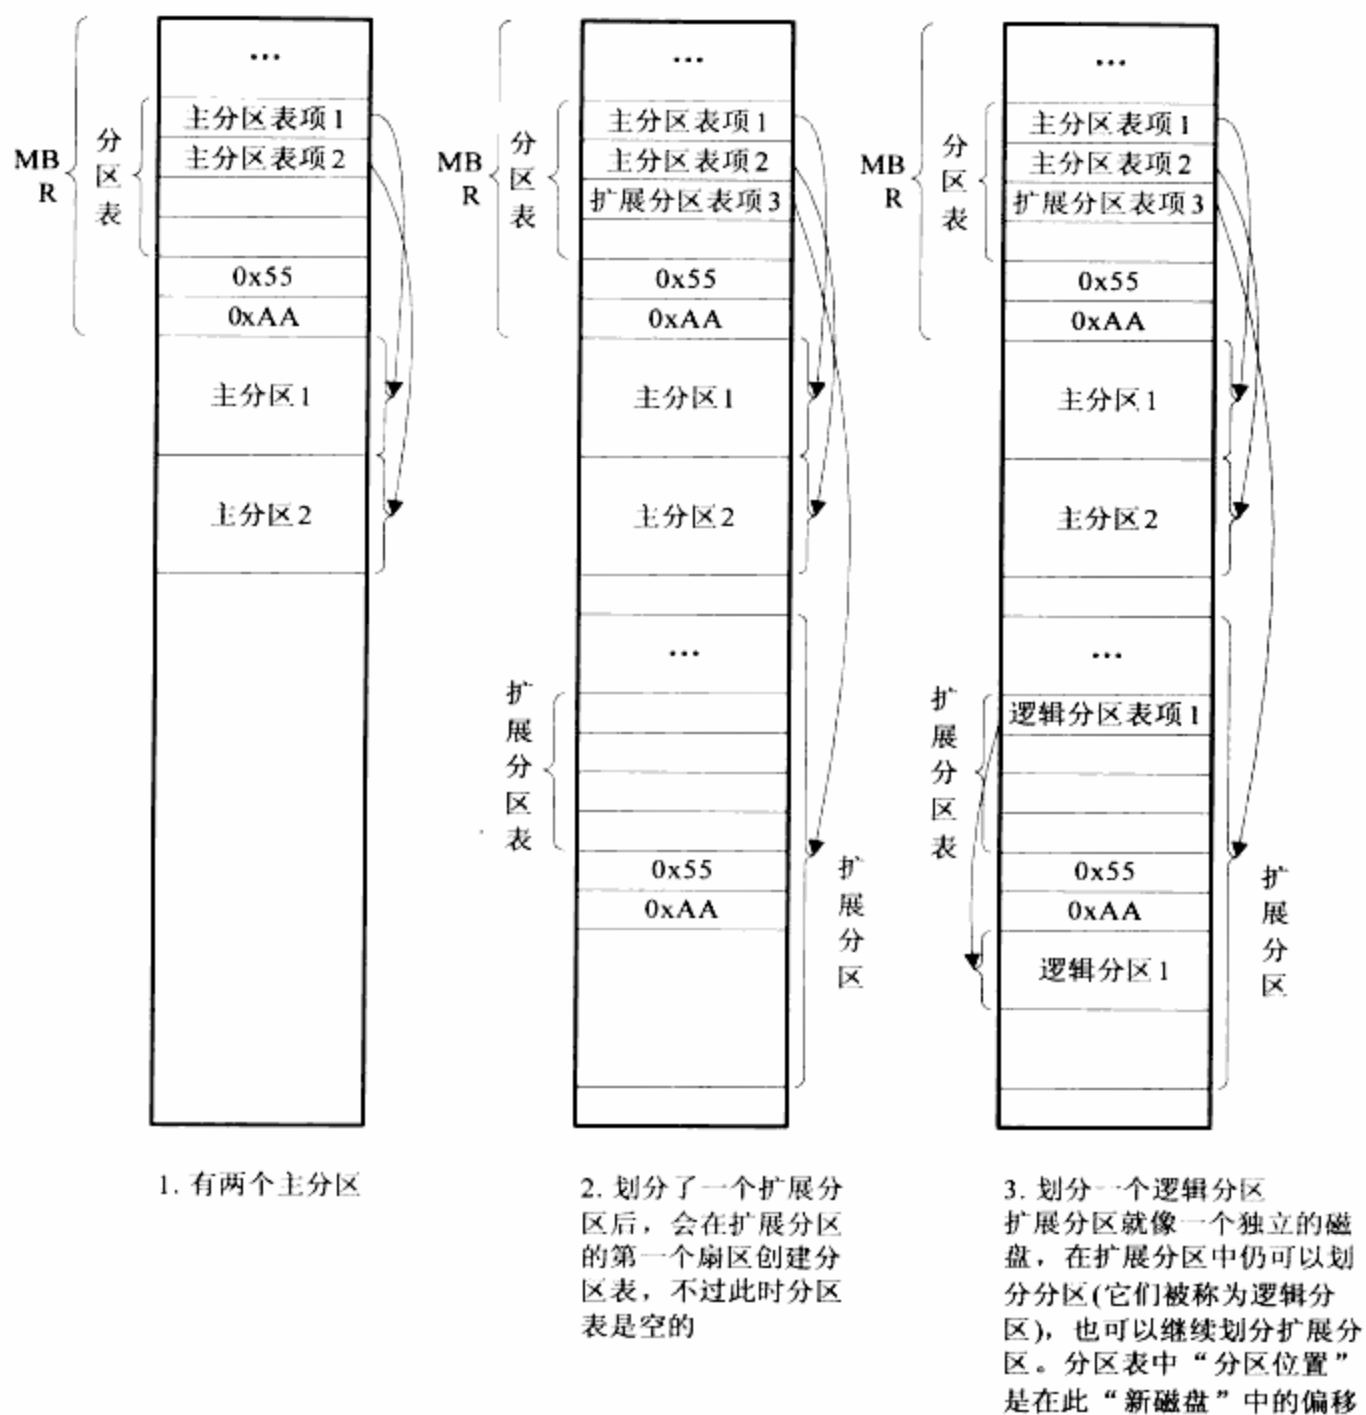 ...
主分区表项1
主分区表项2
0x55
0xAA
主分区1
主分区2
MB
R
分
区
表
1. 有两个主分区
...
主分区表项1
主分区表项2
扩展分区表项3
0x55
0xAA
主分区1
主分区2
...
0x55
0xAA
MB
R
分
区
表
扩
展
分
区
表
扩
展
分
区
2. 划分了一个扩展分
区后，会在扩展分区
的第一个扇区创建分
区表，不过此时分区
表是空的
...
主分区表项1
主分区表项2
扩展分区表项3
0x55
0xAA
主分区1
主分区2
...
逻辑分区表项1
0x55
0xAA
逻辑分区1
MB
R
分
区
表
扩
展
分
区
表
扩
展
分
区
3. 划分一个逻辑分区
扩展分区就像一个独立的磁
盘，在扩展分区中仍可以划
分分区(它们被称为逻辑分
区)，也可以继续划分扩展分
区。分区表中“分区位置”
是在此“新磁盘”中的偏移